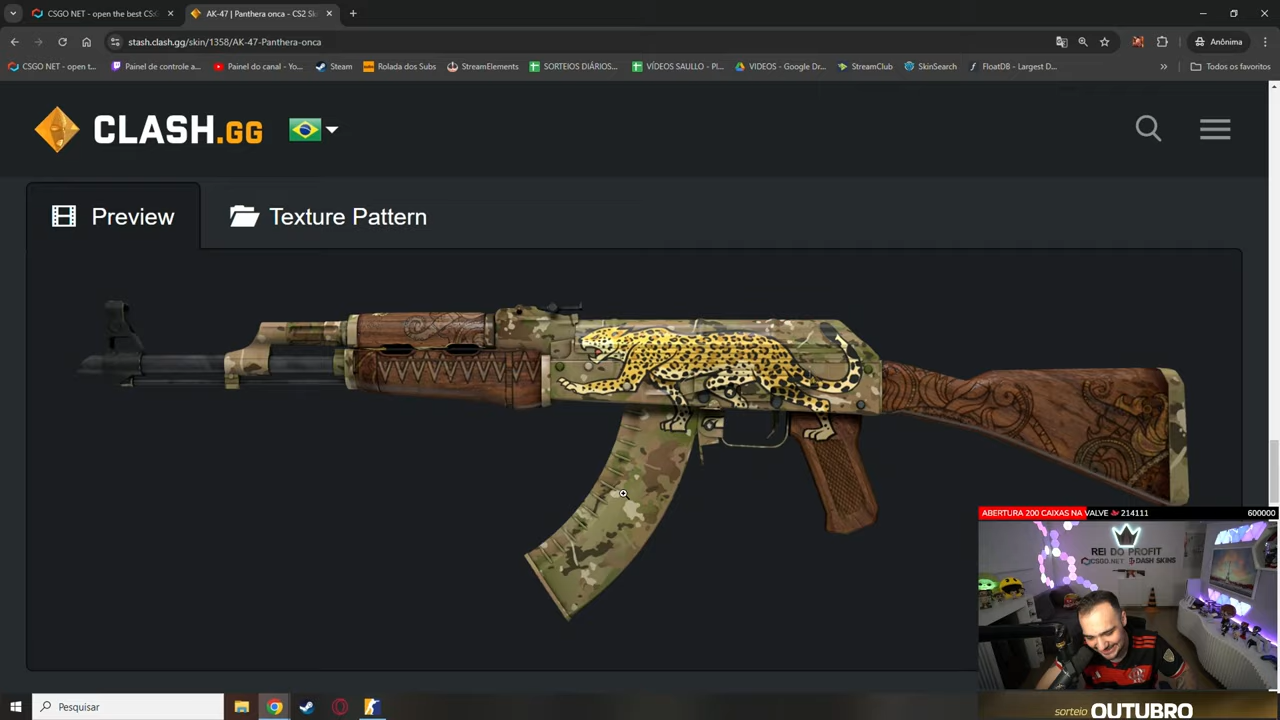 CSGO NET - open the best CS:
AK-47 | Panthera onca - CS2 Sk
stash.clash.gg/skin/1358/AK-47-Panthera-onca
Anônima
CSGO NET - open t...
Painel de controle a...
Painel do canal - Yo...
Steam
Rolada dos Subs
StreamElements
SORTEIOS DIÁRIOS...
VÍDEOS SAULLO - Pl...
VIDEOS - Google Dr...
StreamClub
SkinSearch
FloatDB - Largest D...
Todos os favoritos
CLASH.GG
Preview
Texture Pattern
ABERTURA 200 CAIXAS NA VALVE 214111
600000
REI DO PROFIT
CSGO.NET DASH SKINS
Pesquisar
sorteio OUTUBRO